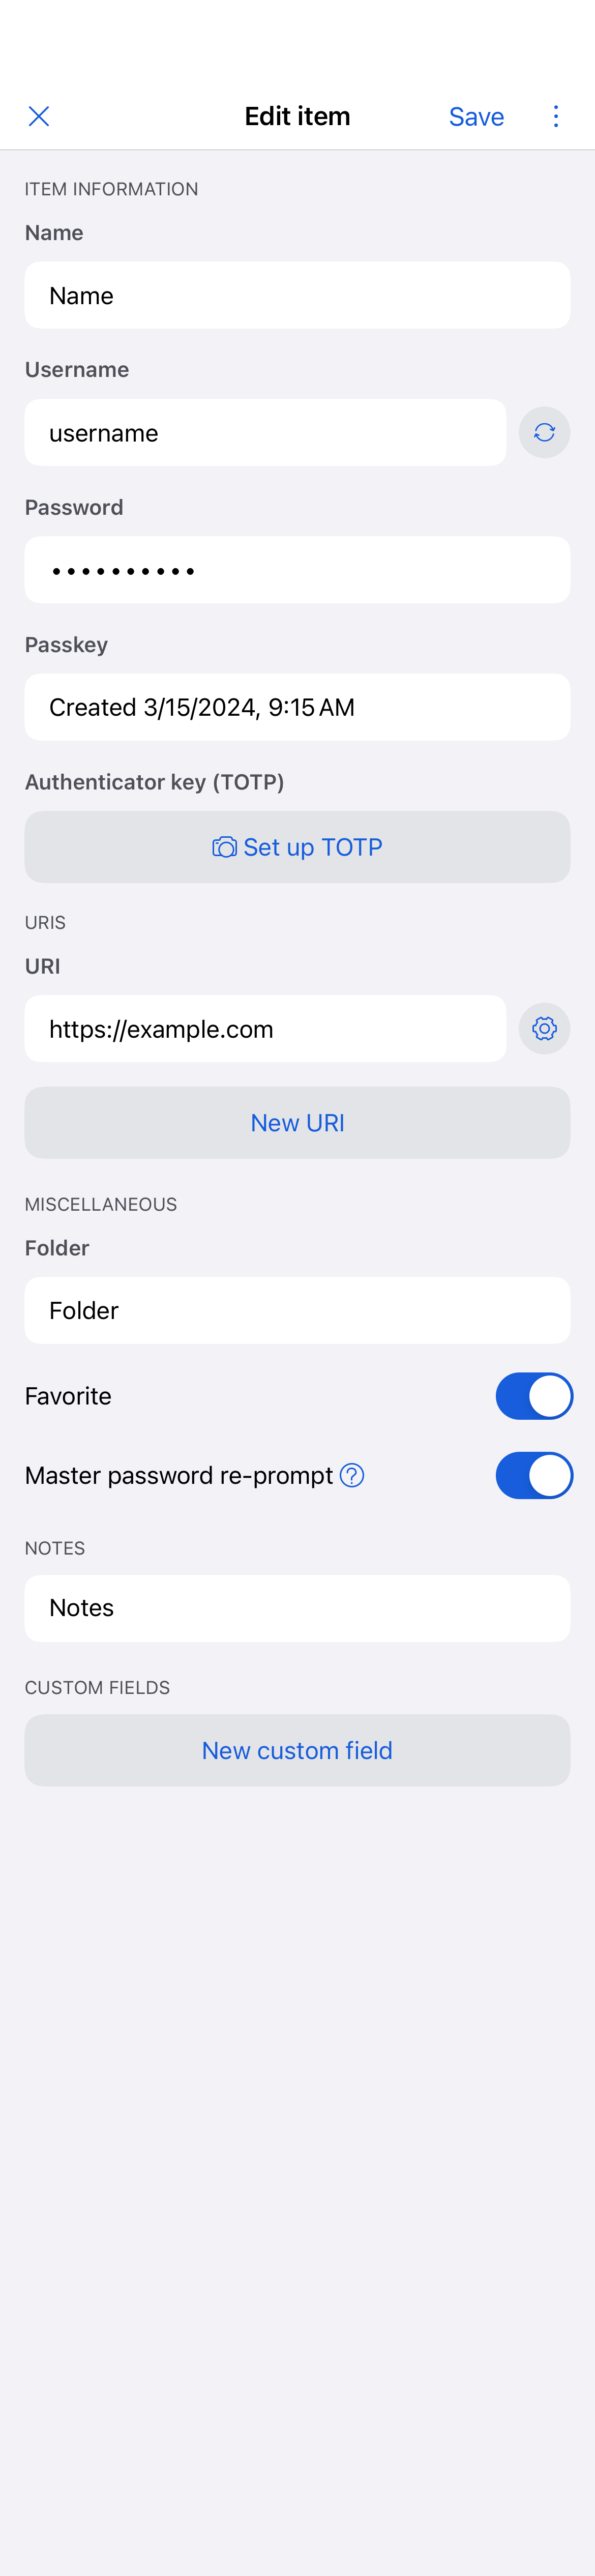 Edit item
Save
ITEM INFORMATION
Name
Name
Username
username
Password
••••••••••
Passkey
Created 3/15/2024, 9:15 AM
Authenticator key (TOTP)
Set up TOTP
URIS
URI
https://example.com
New URI
MISCELLANEOUS
Folder
Folder
Favorite
Master password re-prompt ?
NOTES
Notes
CUSTOM FIELDS
New custom field